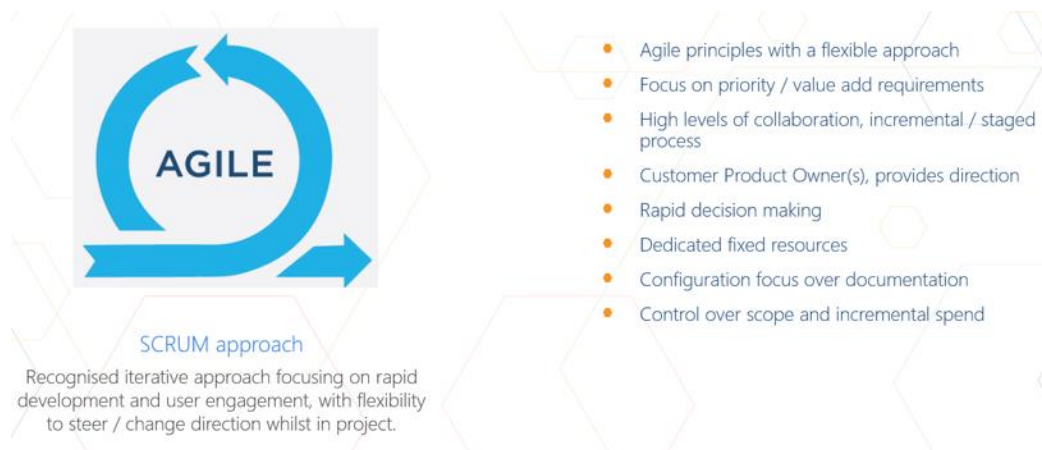 AGILE
SCRUM approach
Recognised iterative approach focusing on rapid
development and user engagement, with flexibility
to steer / change direction whilst in project.
Agile principles with a flexible approach
Focus on priority / value add requirements
High levels of collaboration, incremental / staged
process
Customer Product Owner(s), provides direction
Rapid decision making
Dedicated fixed resources
Configuration focus over documentation
Control over scope and incremental spend